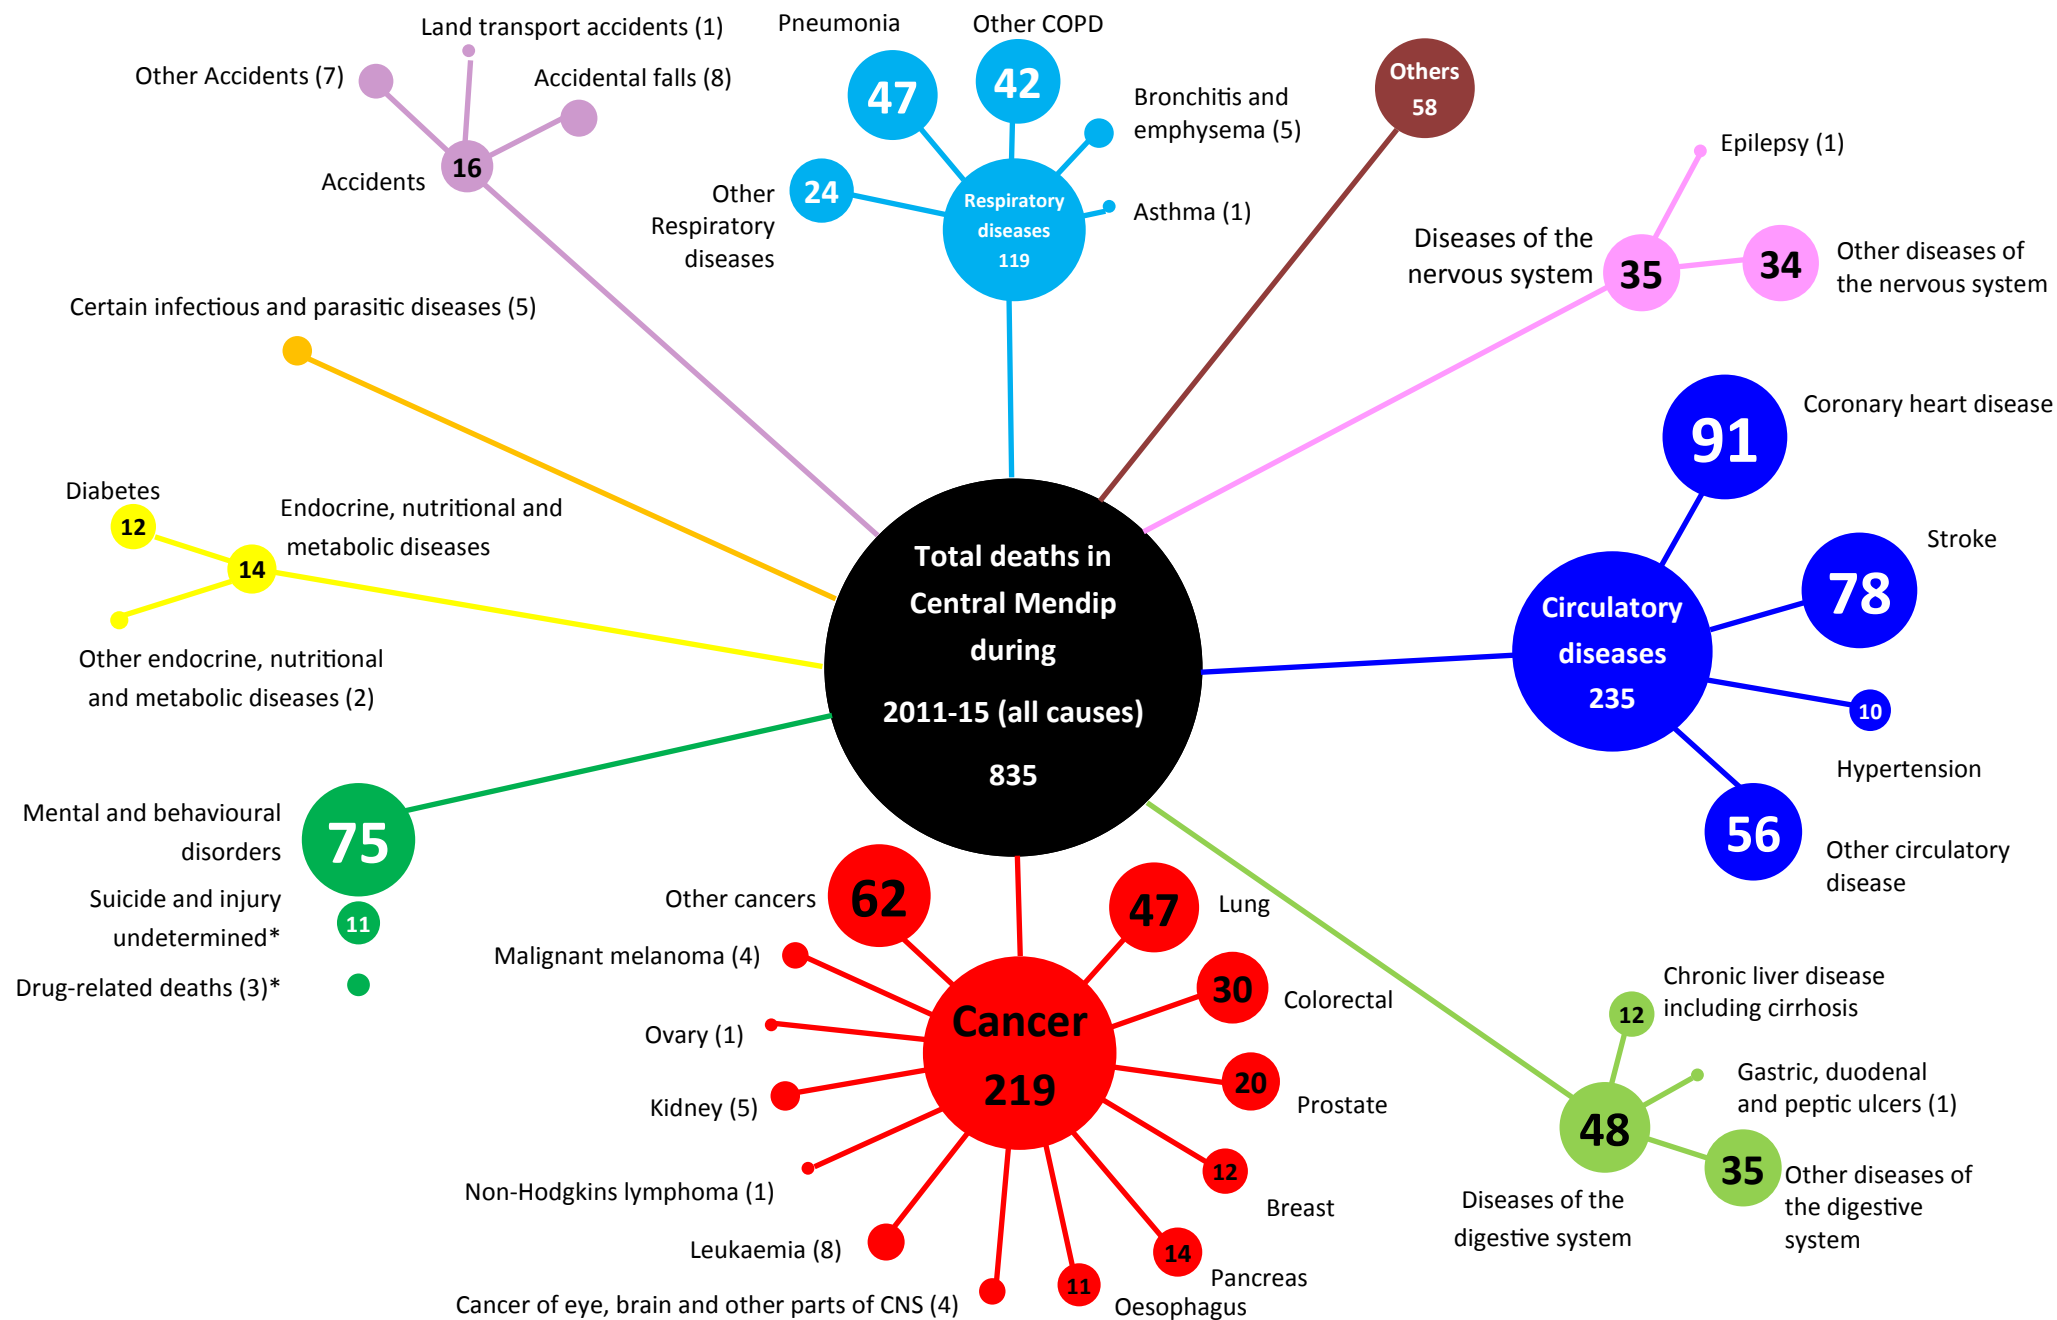 Land transport accidents (1)
Other Accidents (7)
Accidental falls (8)
16
Accidents
Pneumonia
47
Other COPD
42
Bronchitis and
emphysema (5)
Other
Respiratory
diseases
24
Respiratory
diseases
119
Asthma (1)
Others
58
Epilepsy (1)
Diseases of the
nervous system
35
34
Other diseases of
the nervous system
Certain infectious and parasitic diseases (5)
Diabetes
12
Endocrine, nutritional and
metabolic diseases
14
Other endocrine, nutritional
and metabolic diseases (2)
Total deaths in
Central Mendip
during
2011-15 (all causes)
835
91
Coronary heart disease
Stroke
78
Circulatory
diseases
235
10
Hypertension
56
Other circulatory
disease
Mental and behavioural
disorders
75
Suicide and injury
undetermined*
11
Drug-related deaths (3)*
Other cancers
62
47
Lung
Malignant melanoma (4)
30
Colorectal
Ovary (1)
Cancer
219
Kidney (5)
20
Prostate
Non-Hodgkins lymphoma (1)
12
Breast
Leukaemia (8)
14
Pancreas
Cancer of eye, brain and other parts of CNS (4)
11
Oesophagus
Chronic liver disease
including cirrhosis
12
Gastric, duodenal
and peptic ulcers (1)
48
35
Other diseases of
the digestive
system
Diseases of the
digestive system